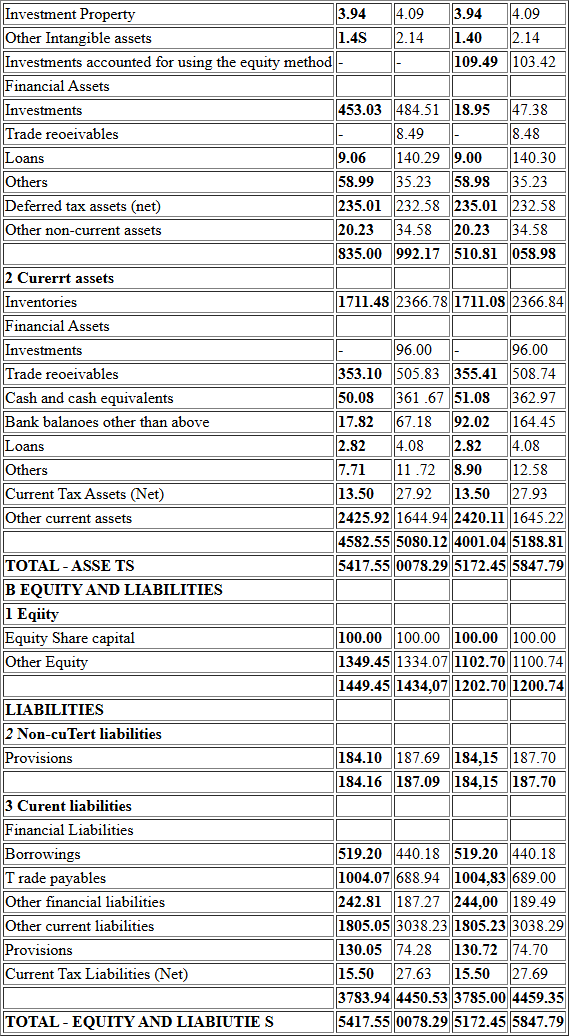 Investment Property 3.94 4.09 3.94 4.09
Other Intangible assets 1.4S 2.14 1.40 2.14
Investments accounted for using the equity method - - 109.49 103.42
Financial Assets
Investments 453.03 484.51 18.95 47.38
Trade reoeivables - 8.49 - 8.48
Loans 9.06 140.29 9.00 140.30
Others 58.99 35.23 58.98 35.23
Deferred tax assets (net) 235.01 232.58 235.01 232.58
Other non-current assets 20.23 34.58 20.23 34.58
835.00 992.17 510.81 058.98
2 Curerrt assets
Inventories 1711.48 2366.78 1711.08 2366.84
Financial Assets
Investments - 96.00 - 96.00
Trade reoeivables 353.10 505.83 355.41 508.74
Cash and cash equivalents 50.08 361 .67 51.08 362.97
Bank balanoes other than above 17.82 67.18 92.02 164.45
Loans 2.82 4.08 2.82 4.08
Others 7.71 11 .72 8.90 12.58
Current Tax Assets (Net) 13.50 27.92 13.50 27.93
Other current assets 2425.92 1644.94 2420.11 1645.22
4582.55 5080.12 4001.04 5188.81
TOTAL - ASSE TS 5417.55 0078.29 5172.45 5847.79
B EQUITY AND LIABILITIES
1 Eqiity
Equity Share capital 100.00 100.00 100.00 100.00
Other Equity 1349.45 1334.07 1102.70 1100.74
1449.45 1434,07 1202.70 1200.74
LIABILITIES
2 Non-cuTert liabilities
Provisions 184.10 187.69 184,15 187.70
184.16 187.09 184,15 187.70
3 Curent liabilities
Financial Liabilities
Borrowings 519.20 440.18 519.20 440.18
T rade payables 1004.07 688.94 1004,83 689.00
Other financial liabilities 242.81 187.27 244,00 189.49
Other current liabilities 1805.05 3038.23 1805.23 3038.29
Provisions 130.05 74.28 130.72 74.70
Current Tax Liabilities (Net) 15.50 27.63 15.50 27.69
3783.94 4450.53 3785.00 4459.35
TOTAL - EQUITY AND LIABIUTIE S 5417.55 0078.29 5172.45 5847.79